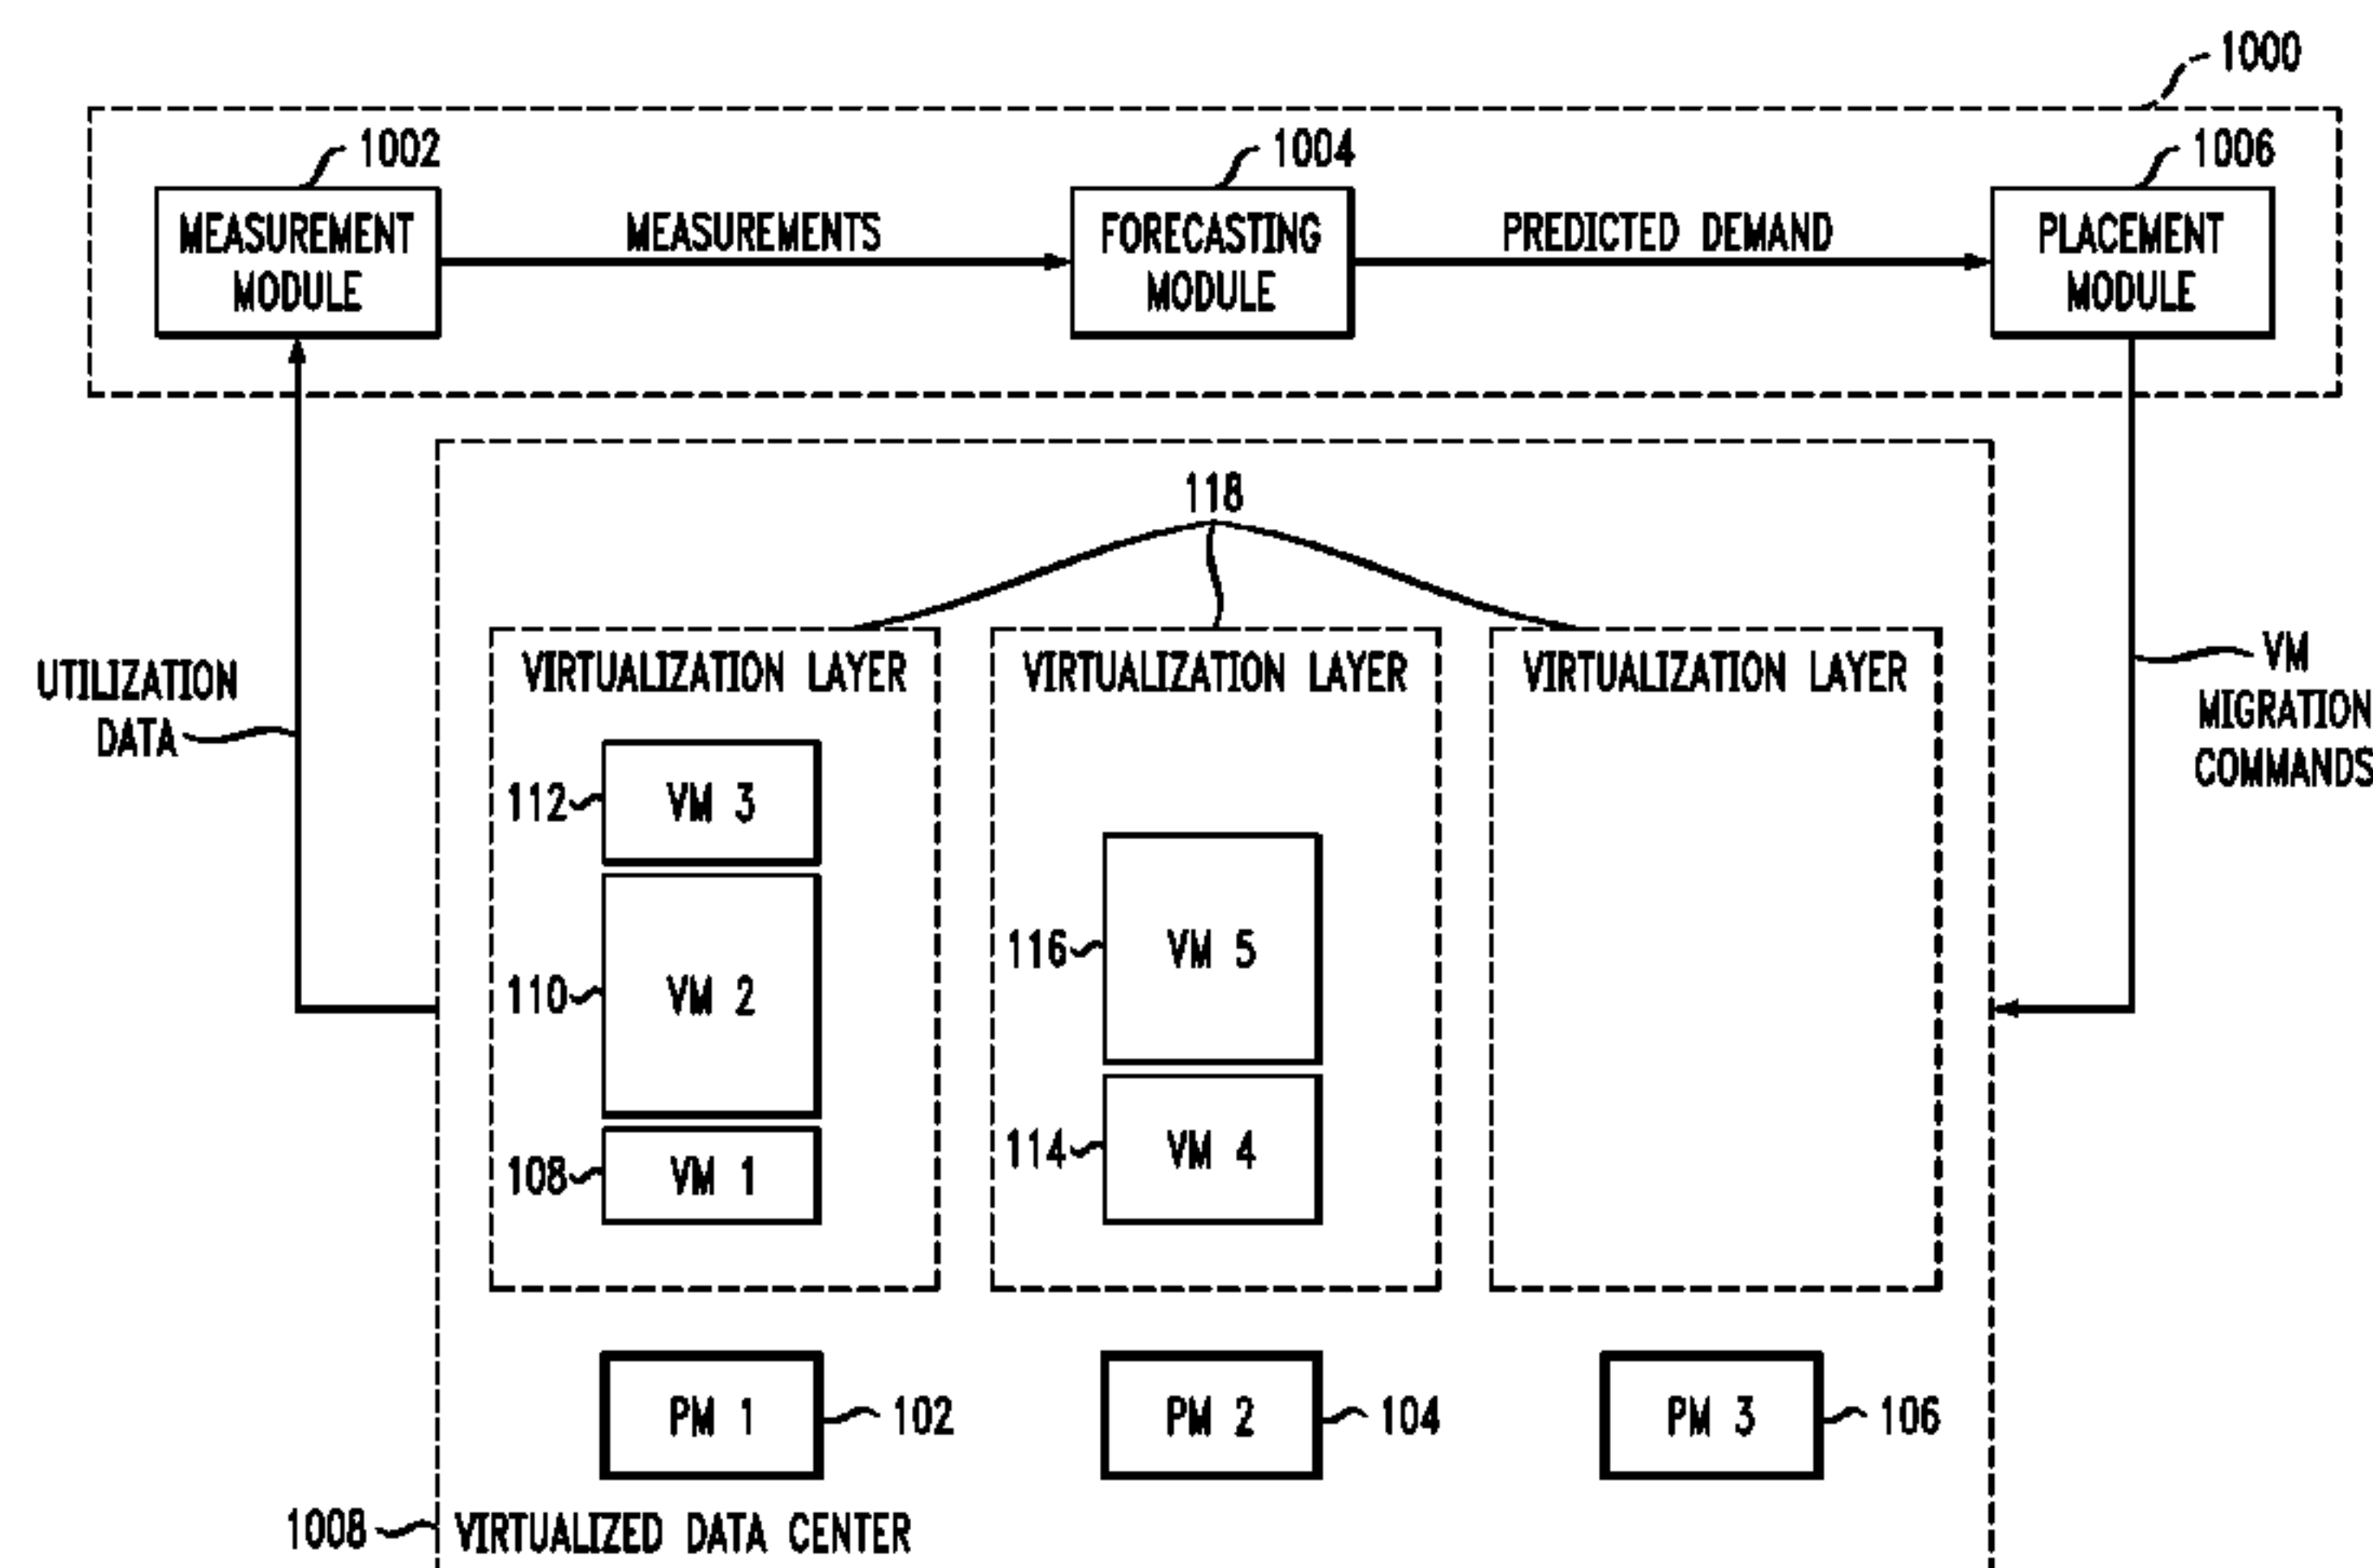 1000
1002
1004
1006
MEASUREMENT
MODULE
MEASUREMENTS
FORECASTING
MODULE
PREDICTED DEMAND
PLACEMENT
MODULE
118
UTILIZATION
DATA
VM
MIGRATION
COMMANDS
VIRTUALIZATION LAYER
VIRTUALIZATION LAYER
VIRTUALIZATION LAYER
112
VM 3
110
VM 2
108
VM 1
116
VM 5
114
VM 4
PM 1
102
PM 2
104
PM 3
106
1008
VIRTUALIZED DATA CENTER